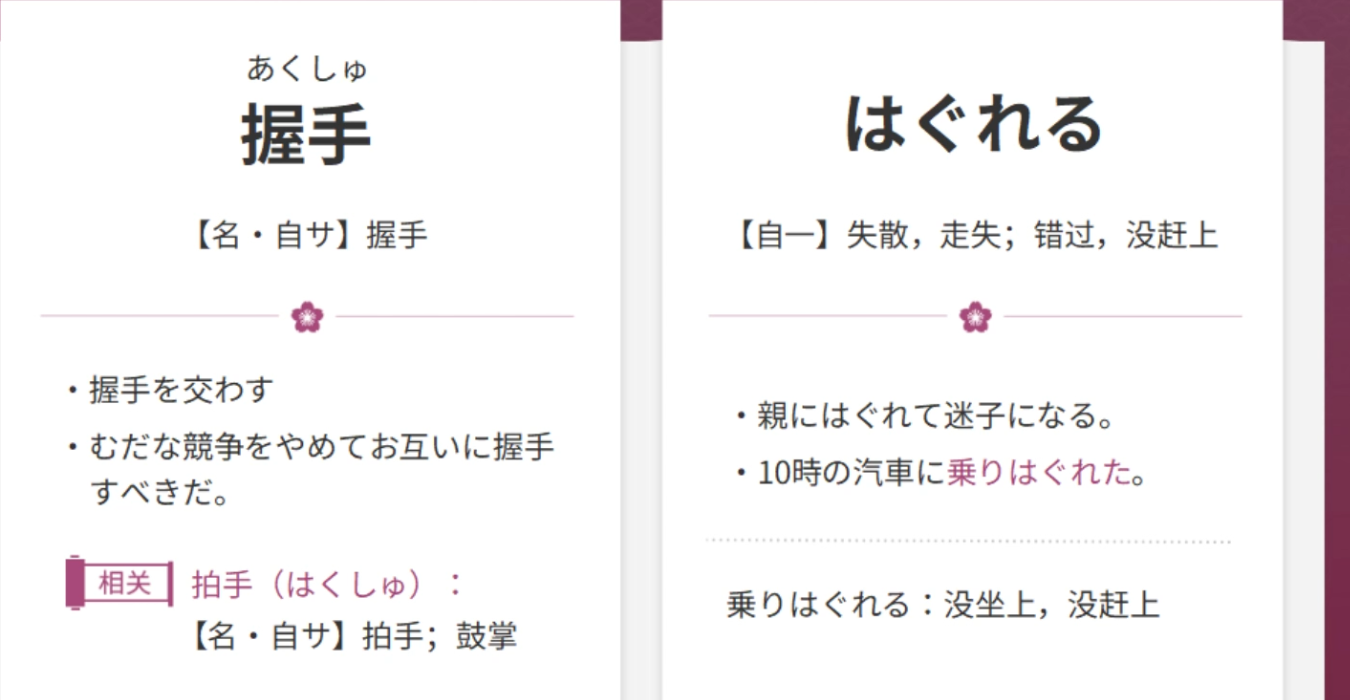 あくしゅ
握手
【名・自サ】握手
・握手を交わす
・むだな競争をやめてお互いに握手
すべきだ。
相关 拍手（はくしゅ）：
【名・自サ】拍手；鼓掌
はぐれる
【自一】失散，走失；错过，没赶上
・親にはぐれて迷子になる。
・10時の汽車に乗りはぐれた。
乗りはぐれる：没坐上，没赶上